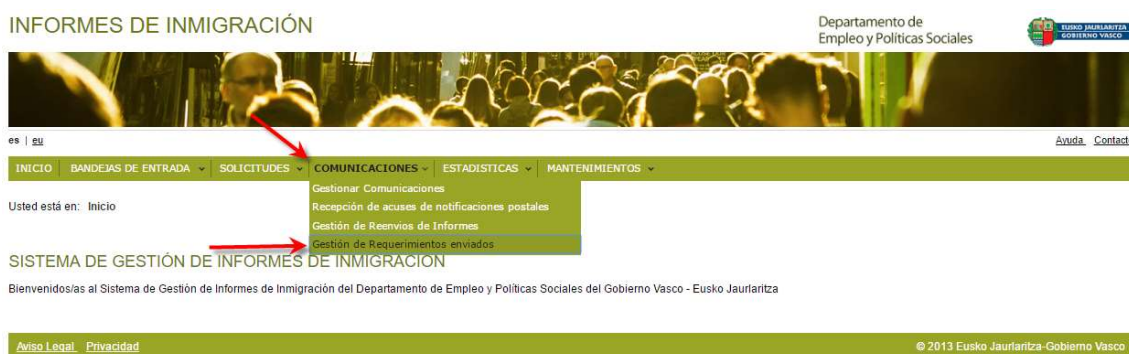 INFORMES DE INMIGRACIÓN
Departamento de
Empleo y Políticas Sociales
EUSKO JAURLARITZA
GOBIERNO VASCO
es | eu
Ayuda Contact
INICIO BANDEJAS DE ENTRADA SOLICITUDES COMUNICACIONES ESTADISTICAS MANTENIMIENTOS
Gestionar Comunicaciones
Usted está en: Inicio
Recepción de acuses de notificaciones postales
Gestión de Reenvios de Informes
Gestión de Requerimientos enviados
SISTEMA DE GESTIÓN DE INFORMES DE INMIGRACIÓN
Bienvenidos/as al Sistema de Gestión de Informes de Inmigración del Departamento de Empleo y Políticas Sociales del Gobierno Vasco - Eusko Jaurlaritza
Aviso Legal Privacidad
© 2013 Eusko Jaurlaritza-Gobierno Vasco